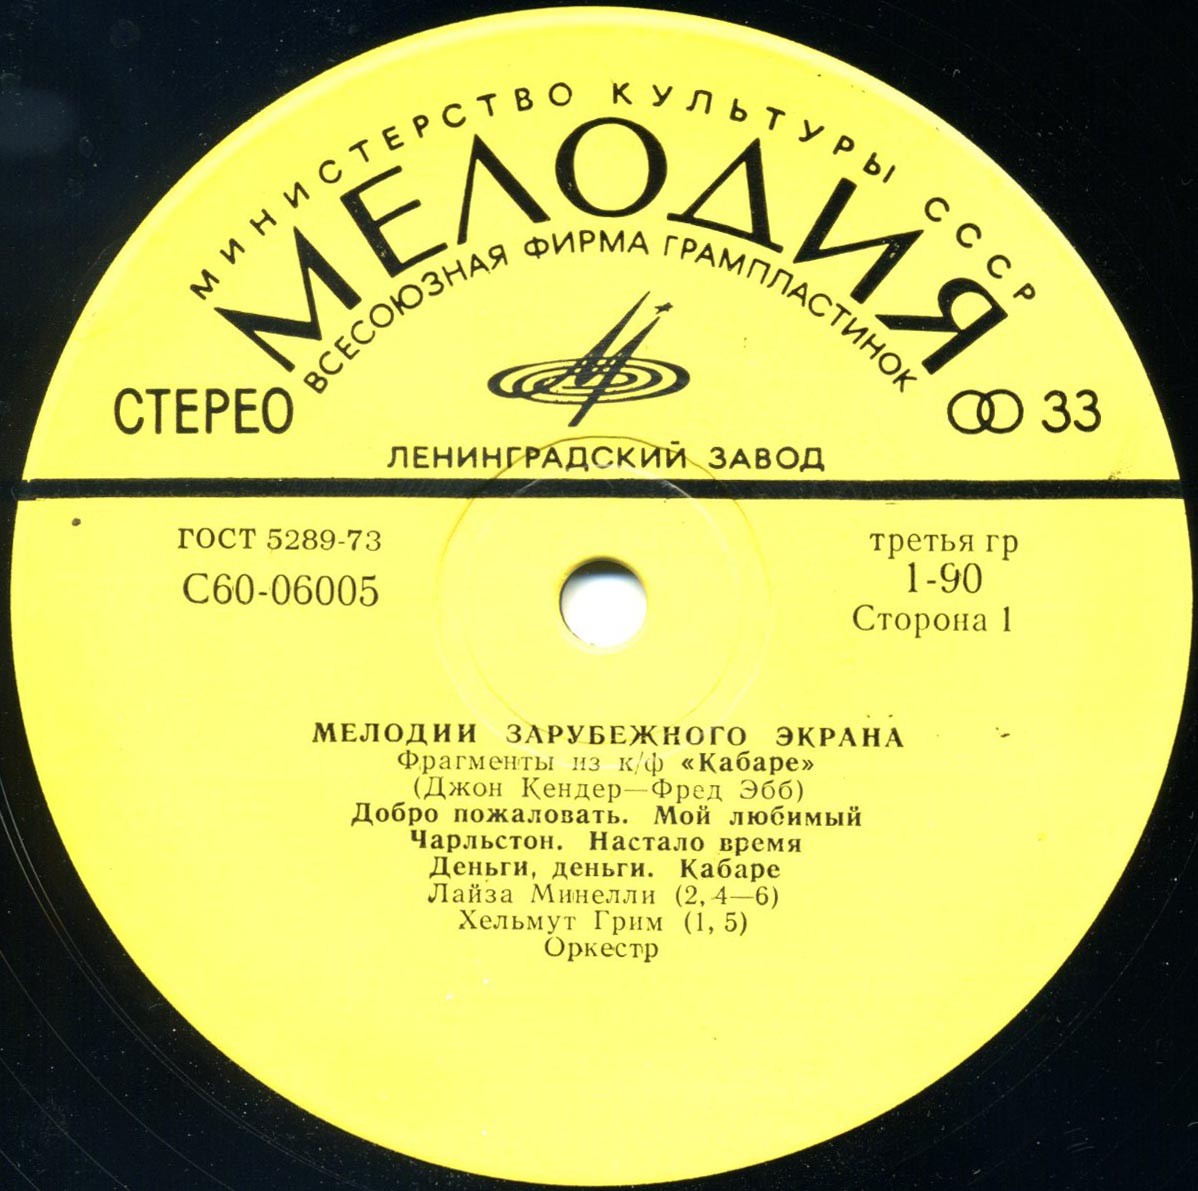 МИНИСТЕРСТВО КУЛЬТУРЫ СССР
МЕЛОДИЯ
ВСЕСОЮЗНАЯ ФИРМА ГРАМПЛАСТИНОК
СТЕРЕО
33
ЛЕНИНГРАДСКИЙ ЗАВОД
ГОСТ 5289-73
С60-06005
третья гр
1-90
Сторона 1
МЕЛОДИИ ЗАРУБЕЖНОГО ЭКРАНА
Фрагменты из к/ф «Кабаре»
(Джон Кендер—Фред Эбб)
Добро пожаловать. Мой любимый
Чарльстон. Настало время
Деньги, деньги. Кабаре
Лайза Минелли (2, 4—6)
Хельмут Грим (1, 5)
Оркестр